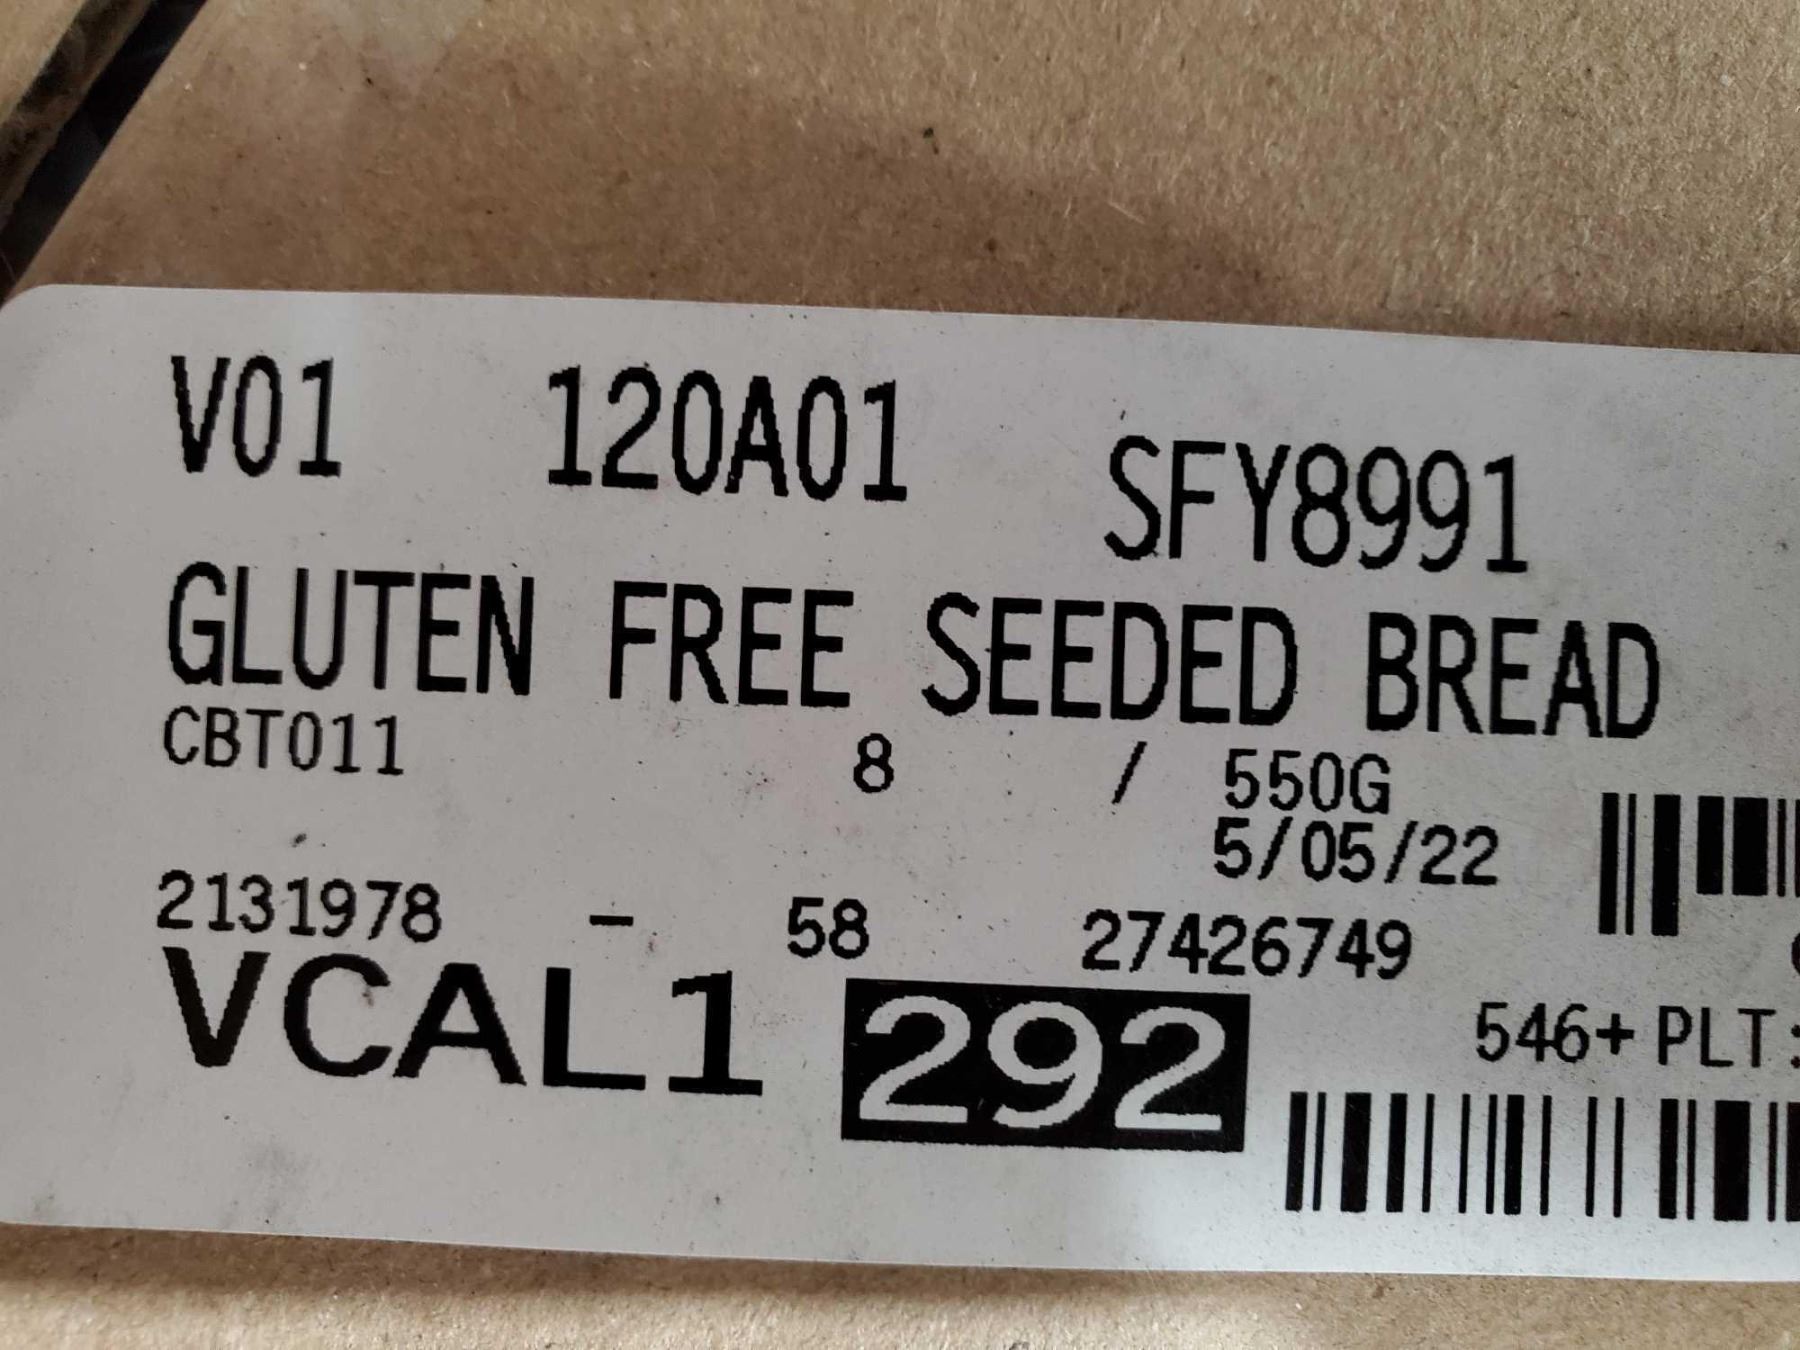 V01 120A01 SFY8991
GLUTEN FREE SEEDED BREAD
CBT011 8 / 550G
5/05/22
2131978 - 58 27426749
VCAL1 292
546+ PLT: